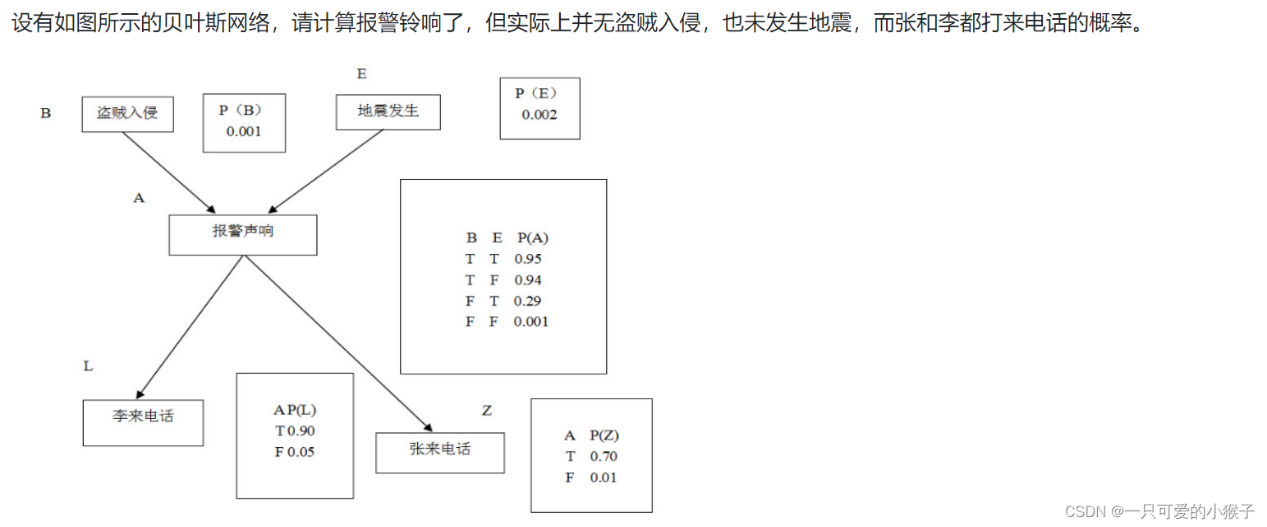 设有如图所示的贝叶斯网络，请计算报警铃响了，但实际上并无盗贼入侵，也未发生地震，而张和李都打来电话的概率。
E
B
盗贼入侵
P（B）
0.001
地震发生
P（E）
0.002
A
报警声响
B E P(A)
T T 0.95
T F 0.94
F T 0.29
F F 0.001
L
李来电话
A P(L)
T 0.90
F 0.05
Z
张来电话
A P(Z)
T 0.70
F 0.01
CSDN @一只可爱的小猴子